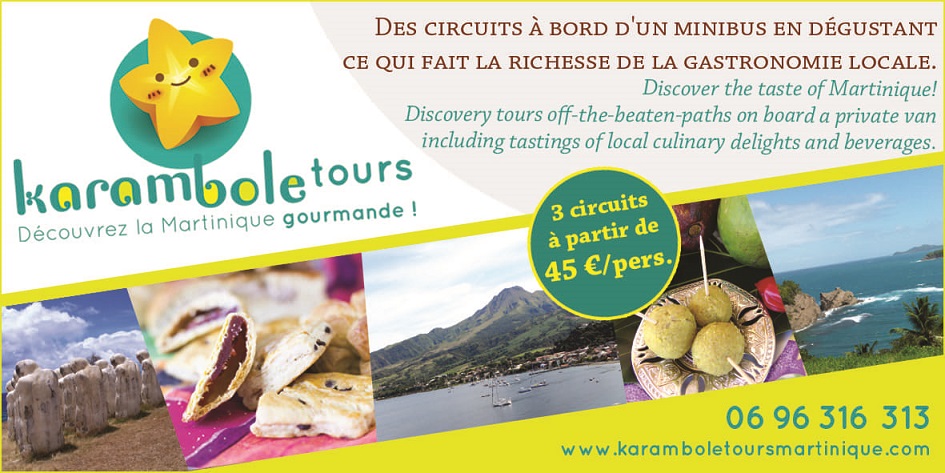 karambole tours
Découvrez la Martinique gourmande !
DES CIRCUITS À BORD D'UN MINIBUS EN DÉGUSTANT
CE QUI FAIT LA RICHESSE DE LA GASTRONOMIE LOCALE.
Discover the taste of Martinique!
Discovery tours off-the-beaten-paths on board a private van
including tastings of local culinary delights and beverages.
3 circuits
à partir de
45 €/pers.
06 96 316 313
www.karamboletoursmartinique.com